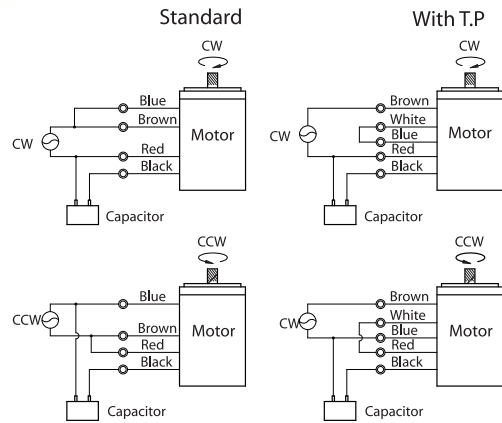 Standard
With T.P
CW
CW
Blue
Brown
Red
Black
CW
Motor
Capacitor
Brown
White
Blue
Red
Black
CW
Motor
Capacitor
CCW
CCW
Blue
Brown
Red
Black
CCW
Motor
Capacitor
Brown
White
Blue
Red
Black
CW
Motor
Capacitor